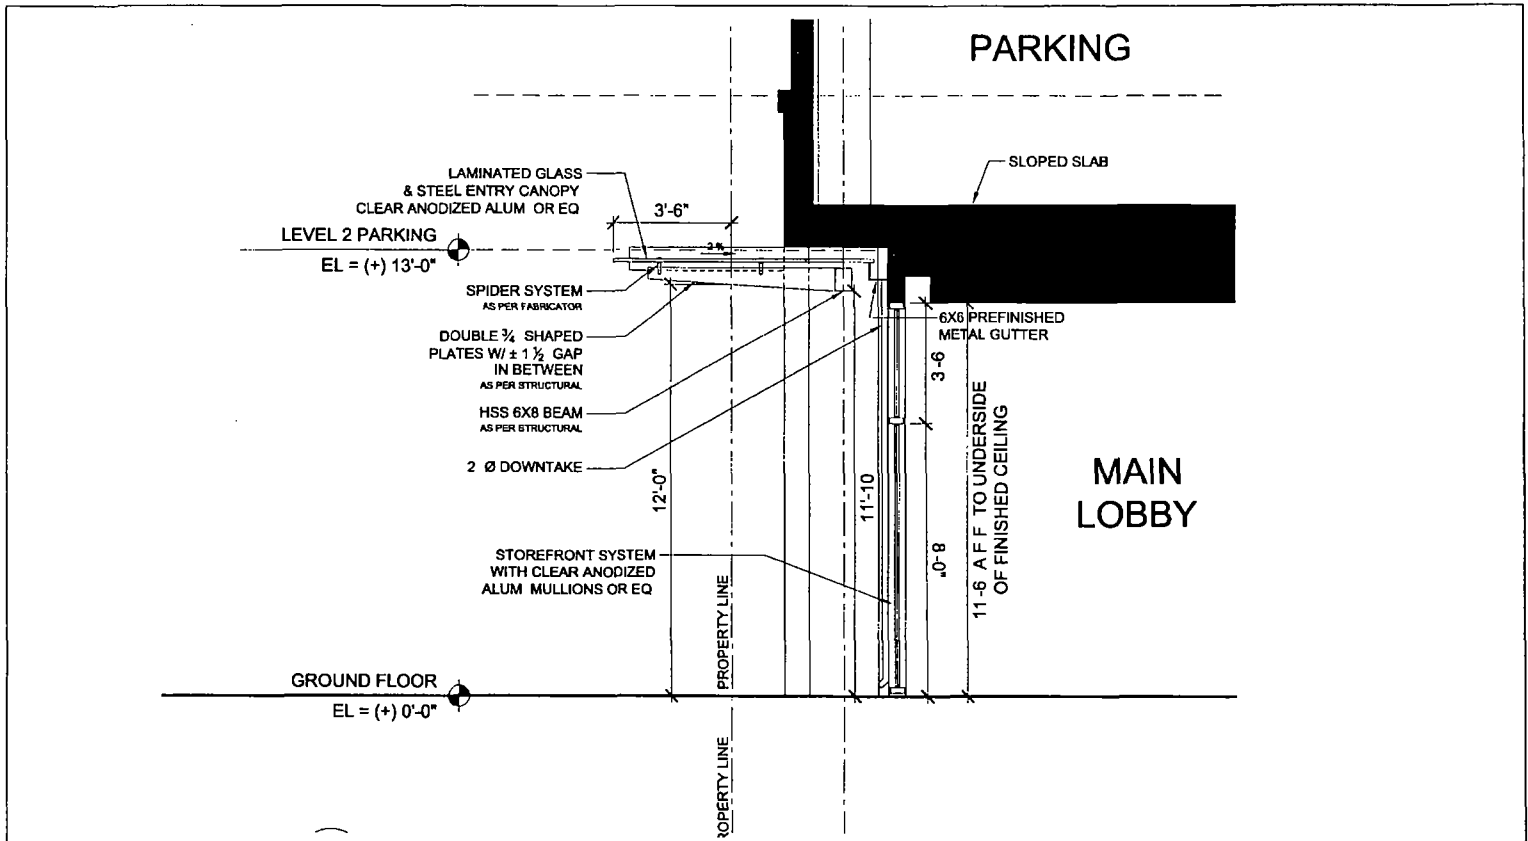 PARKING
SLOPED SLAB
LAMINATED GLASS
& STEEL ENTRY CANOPY
CLEAR ANODIZED ALUM OR EQ
3'-6"
LEVEL 2 PARKING
EL = (+) 13'-0"
SPIDER SYSTEM
AS PER FABRICATOR
DOUBLE ¾ SHAPED
PLATES W/ ± 1 ½ GAP
IN BETWEEN
AS PER STRUCTURAL
HSS 6X8 BEAM
AS PER STRUCTURAL
2 Ø DOWNTAKE
6X6 PREFINISHED
METAL GUTTER
3-6
12'-0"
11'-10
8-0"
11-6 A F F TO UNDERSIDE
OF FINISHED CEILING
MAIN
LOBBY
STOREFRONT SYSTEM
WITH CLEAR ANODIZED
ALUM MULLIONS OR EQ
PROPERTY LINE
GROUND FLOOR
EL = (+) 0'-0"
ROPERTY LINE